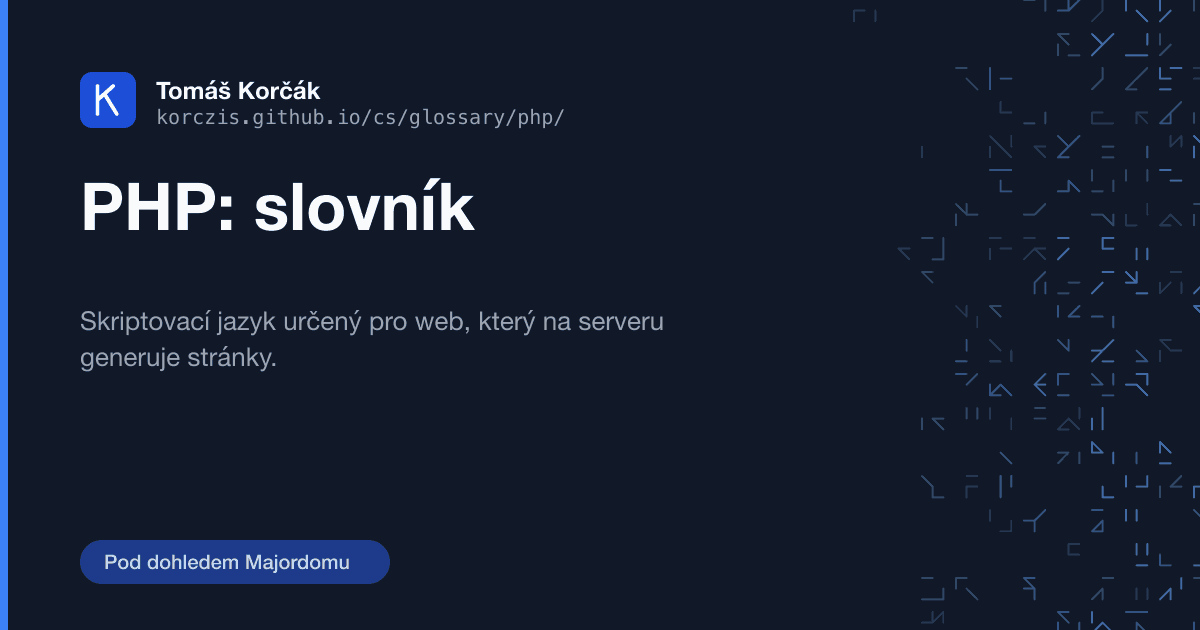 Tomáš Korčák
korczis.github.io/cs/glossary/php/
PHP: slovník
Skriptovací jazyk určený pro web, který na serveru
generuje stránky.
Pod dohledem Majordomu